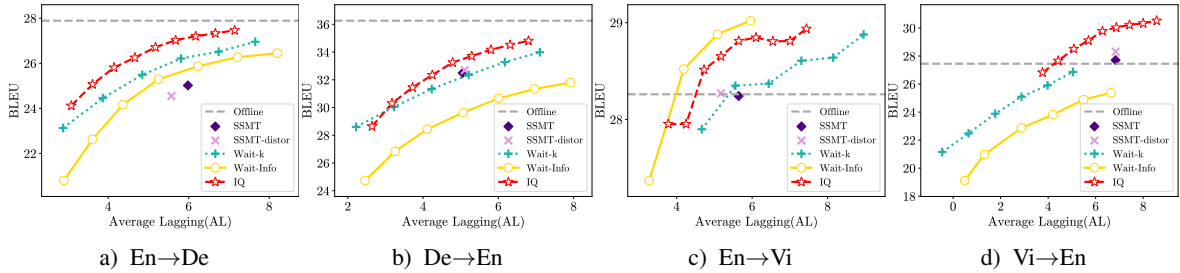 28
26
24
22
BLEU
4
6
8
Average Lagging(AL)
Offline
SSMT
SSMT-distor
Wait-k
Wait-Info
IQ
a) En→De
36
34
32
30
28
26
24
BLEU
2
4
6
8
Average Lagging(AL)
Offline
SSMT
SSMT-distor
Wait-k
Wait-Info
IQ
b) De→En
29
28
BLEU
4
6
8
Average Lagging(AL)
Offline
SSMT
SSMT-distor
Wait-k
Wait-Info
IQ
c) En→Vi
30
28
26
24
22
20
18
BLEU
0
2
4
6
8
Average Lagging(AL)
Offline
SSMT
SSMT-distor
Wait-k
Wait-Info
IQ
d) Vi→En